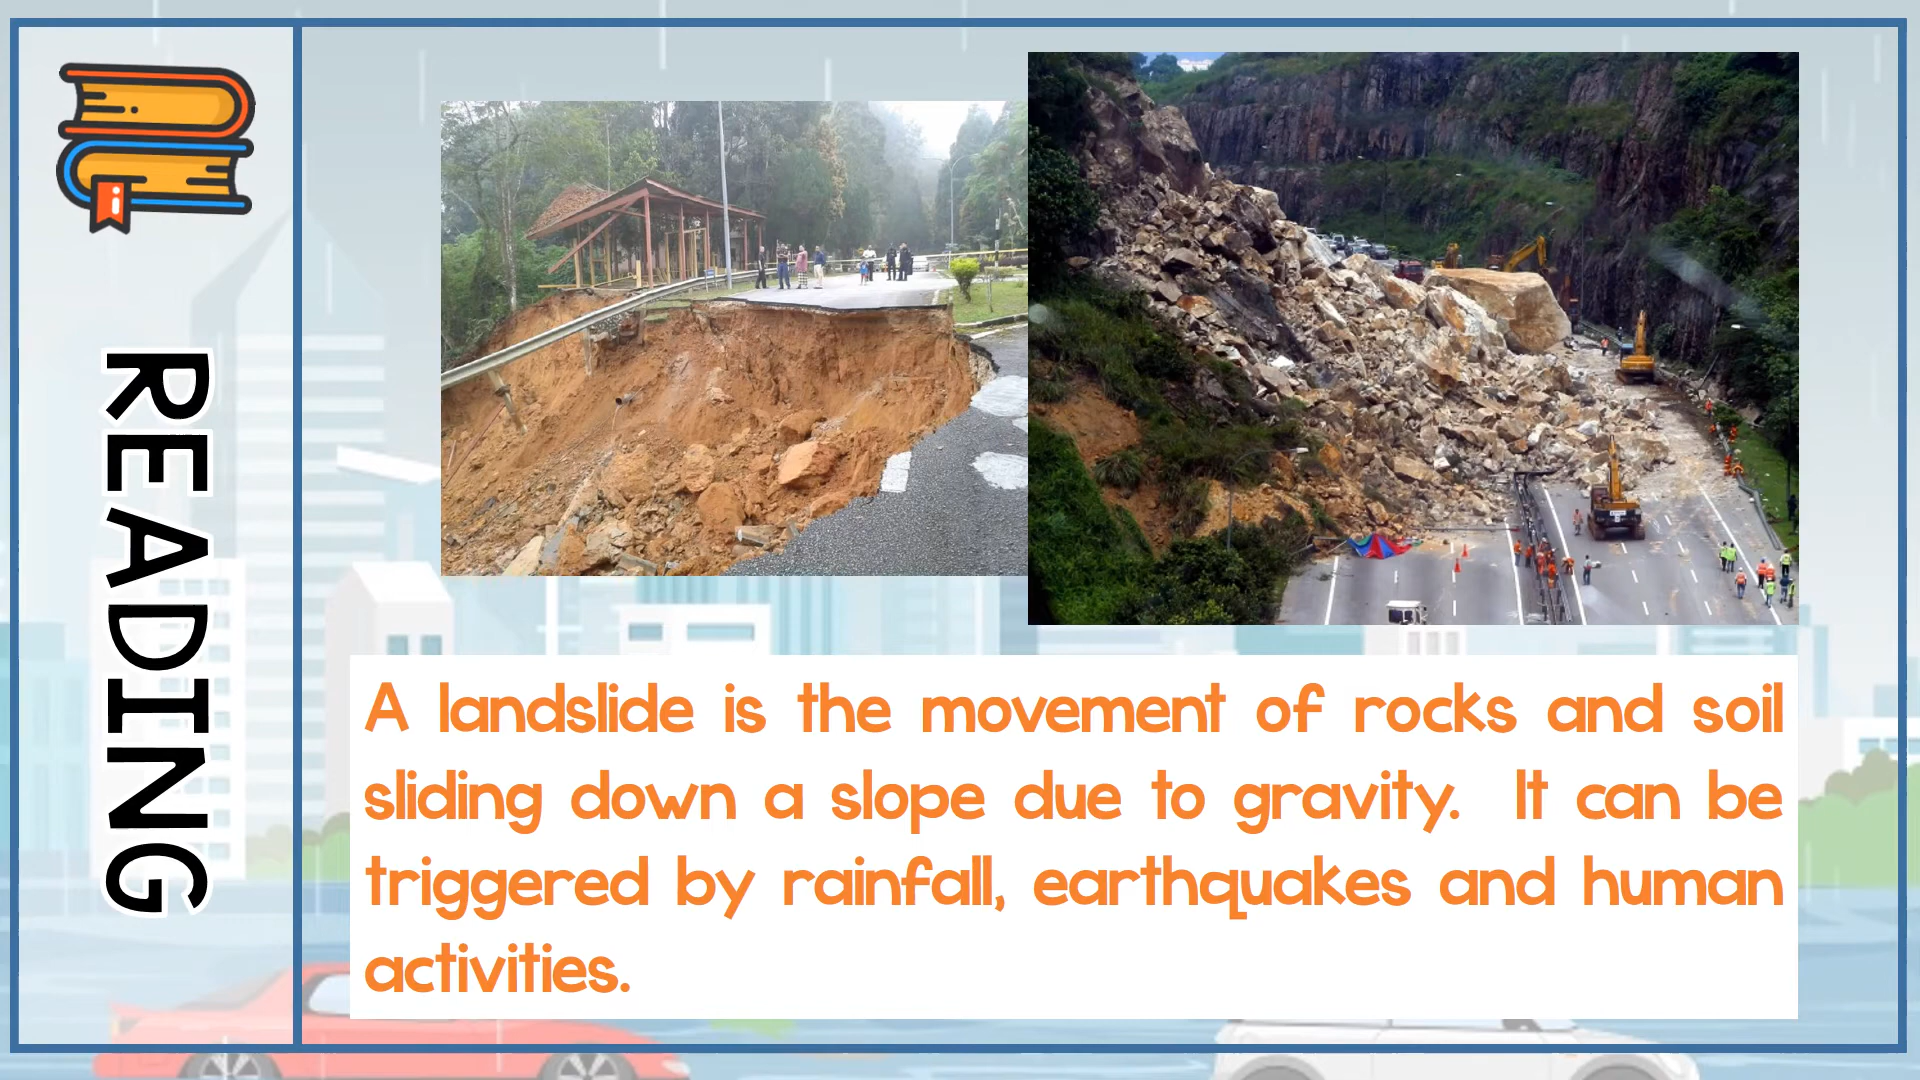 READING
A landslide is the movement of rocks and soil
sliding down a slope due to gravity. It can be
triggered by rainfall, earthquakes and human
activities.